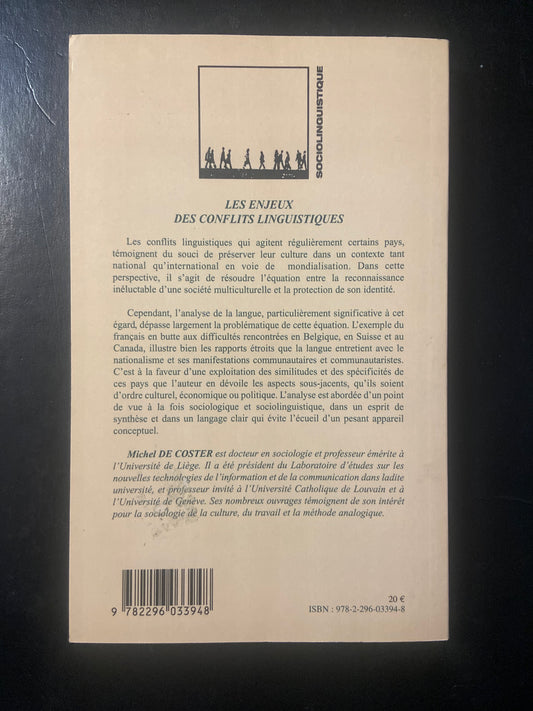 SOCIOLINGUISTIQUE
LES ENJEUX
DES CONFLITS LINGUISTIQUES
Les conflits linguistiques qui agitent régulièrement certains pays,
témoignent du souci de préserver leur culture dans un contexte tant
national qu'international en voie de mondialisation. Dans cette
perspective, il s'agit de résoudre l'équation entre la reconnaissance
inéluctable d'une société multiculturelle et la protection de son identité.
Cependant, l'analyse de la langue, particulièrement significative à cet
égard, dépasse largement la problématique de cette équation. L'exemple du
français en butte aux difficultés rencontrées en Belgique, en Suisse et au
Canada, illustre bien les rapports étroits que la langue entretient avec le
nationalisme et ses manifestations communautaires et communautaristes.
C'est à la faveur d'une exploitation des similitudes et des spécificités de
ces pays que l'auteur en dévoile les aspects sous-jacents, qu'ils soient
d'ordre culturel, économique ou politique. L'analyse est abordée d'un point
de vue à la fois sociologique et sociolinguistique, dans un esprit de
synthèse et dans un langage clair qui évite l'écueil d'un pesant appareil
conceptuel.
Michel DE COSTER est docteur en sociologie et professeur émérite à
l'Université de Liège. Il a été président du Laboratoire d'études sur les
nouvelles technologies de l'information et de la communication dans ladite
université, et professeur invité à l'Université Catholique de Louvain et à
l'Université de Genève. Ses nombreux ouvrages témoignent de son intérêt
pour la sociologie de la culture, du travail et la méthode analogique.
9 782296 033948
20 €
ISBN : 978-2-296-03394-8